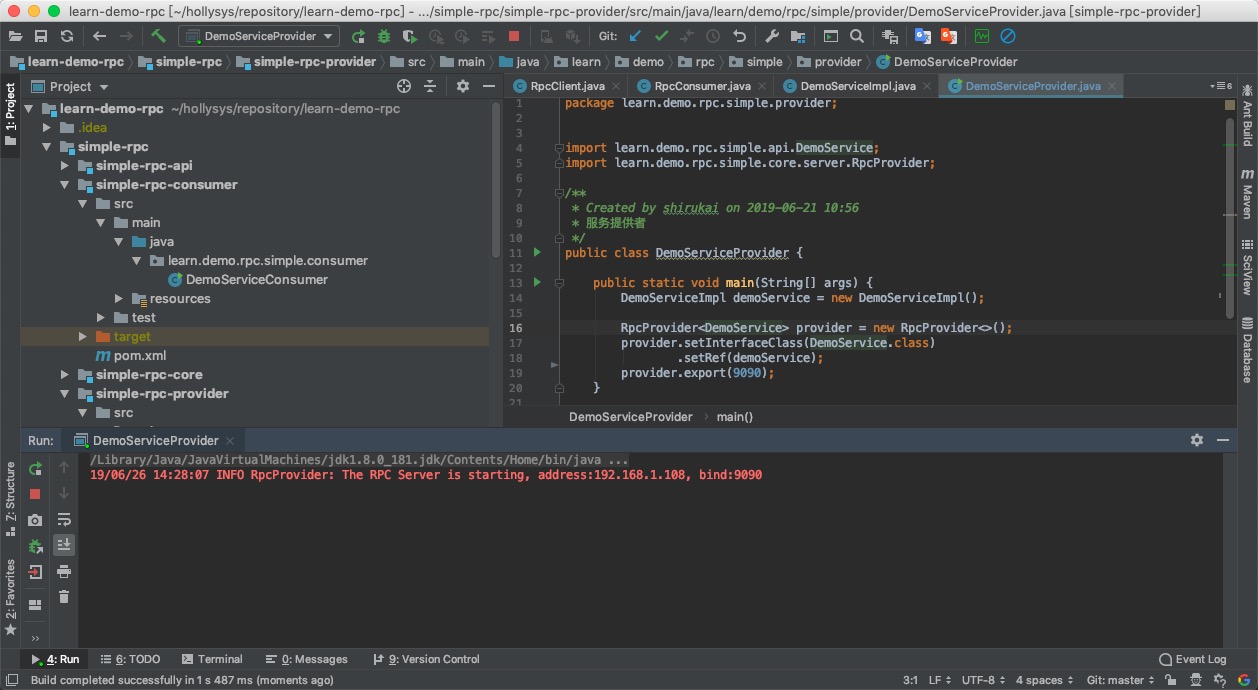 learn-demo-rpc [~/hollysys/repository/learn-demo-rpc] - .../simple-rpc/simple-rpc-provider/src/main/java/learn/demo/rpc/simple/provider/DemoServiceProvider.java [simple-rpc-provider]
DemoServiceProvider
Git:
learn-demo-rpc simple-rpc simple-rpc-provider src main java learn demo rpc simple provider DemoServiceProvider
1: Project
Project
RpcClient.java RpcConsumer.java DemoServiceImpl.java DemoServiceProvider.java
6
learn-demo-rpc ~/hollysys/repository/learn-demo-rpc
.idea
simple-rpc
simple-rpc-api
simple-rpc-consumer
src
main
java
learn.demo.rpc.simple.consumer
DemoServiceConsumer
resources
test
target
pom.xml
simple-rpc-core
simple-rpc-provider
src
1 package learn.demo.rpc.simple.provider;
2
3
4 import learn.demo.rpc.simple.api.DemoService;
5 import learn.demo.rpc.simple.core.server.RpcProvider;
6
7 /**
8 * Created by shirukai on 2019-06-21 10:56
9 * 服务提供者
10 */
11 public class DemoServiceProvider {
12
13 public static void main(String[] args) {
14 DemoServiceImpl demoService = new DemoServiceImpl();
15
16 RpcProvider<DemoService> provider = new RpcProvider<>();
17 provider.setInterfaceClass(DemoService.class)
18 .setRef(demoService);
19 provider.export(9090);
20 }
21
DemoServiceProvider main()
Ant Build
Maven
SciView
Database
Run: DemoServiceProvider
/Library/Java/JavaVirtualMachines/jdk1.8.0_181.jdk/Contents/Home/bin/java ...
19/06/26 14:28:07 INFO RpcProvider: The RPC Server is starting, address:192.168.1.108, bind:9090
Z: Structure
2: Favorites
4: Run 6: TODO Terminal 0: Messages 9: Version Control Event Log
Build completed successfully in 1 s 487 ms (moments ago) 3:1 LF UTF-8 4 spaces Git: master